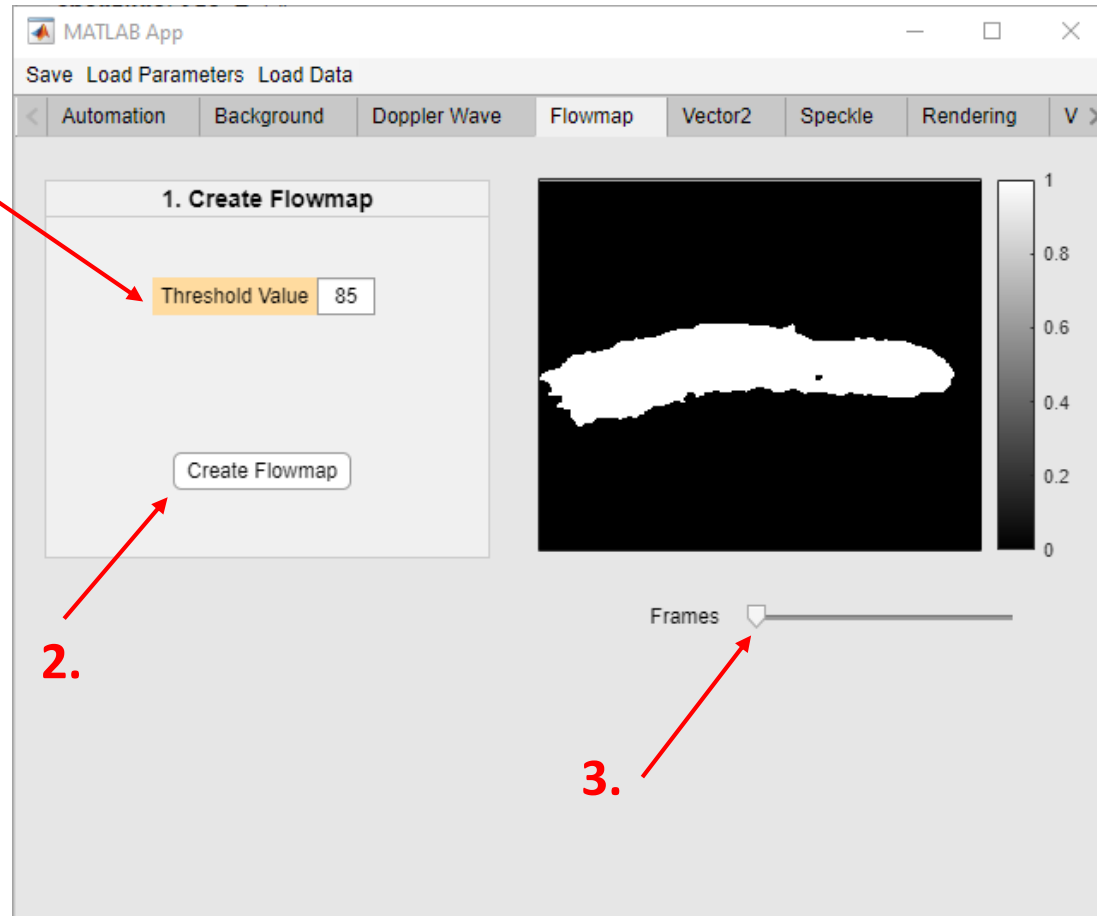 MATLAB App
Save Load Parameters Load Data
< Automation Background Doppler Wave Flowmap Vector2 Speckle Rendering V >
1. Create Flowmap
Threshold Value 85
Create Flowmap
1
0.8
0.6
0.4
0.2
0
Frames
2.
3.